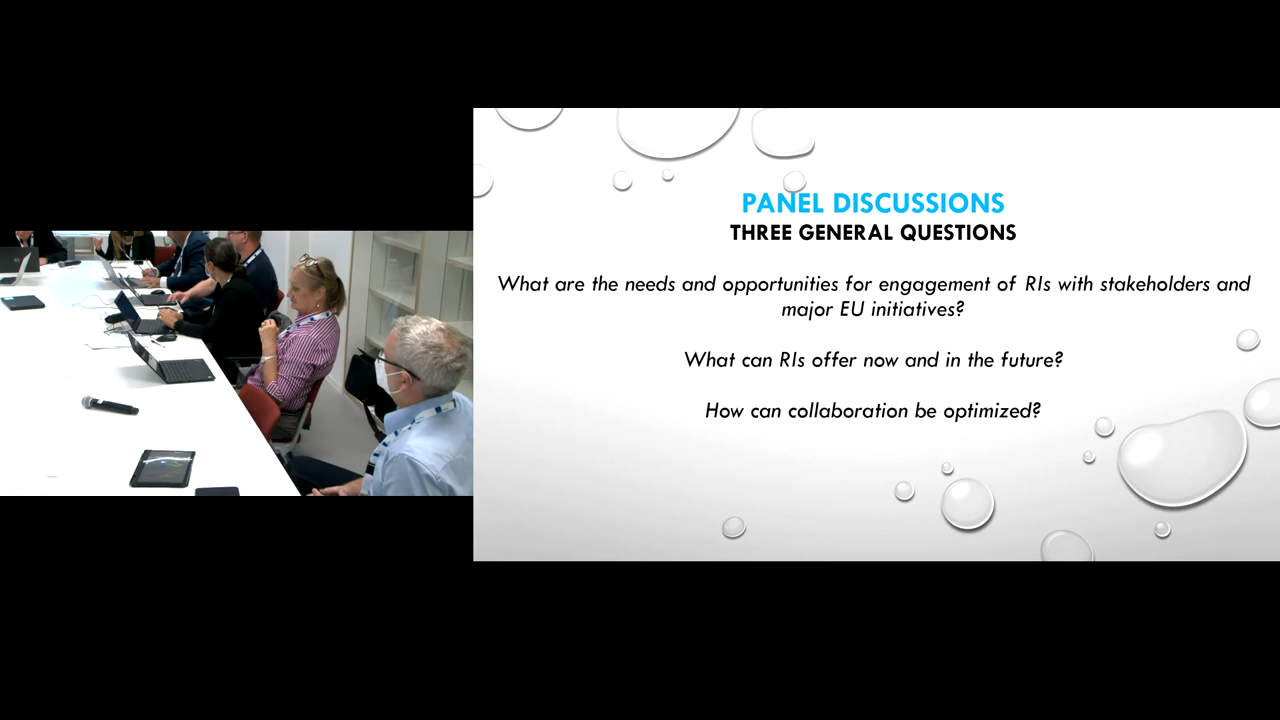 PANEL DISCUSSIONS
THREE GENERAL QUESTIONS
What are the needs and opportunities for engagement of RIs with stakeholders and
major EU initiatives?
What can RIs offer now and in the future?
How can collaboration be optimized?